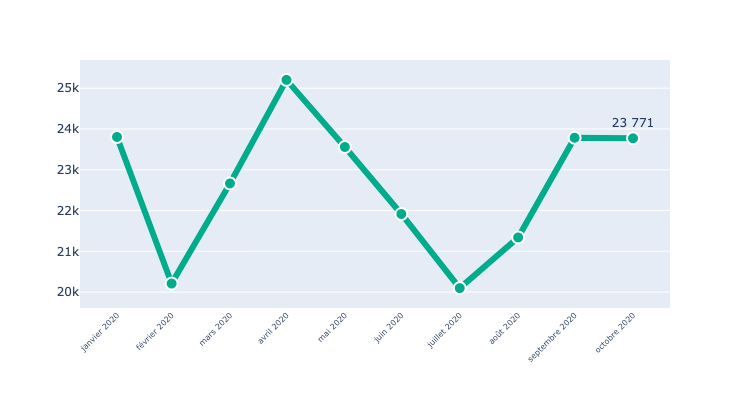 25k
24k
23k
22k
21k
20k
23 771
janvier 2020
février 2020
mars 2020
avril 2020
mai 2020
juin 2020
juillet 2020
août 2020
septembre 2020
octobre 2020